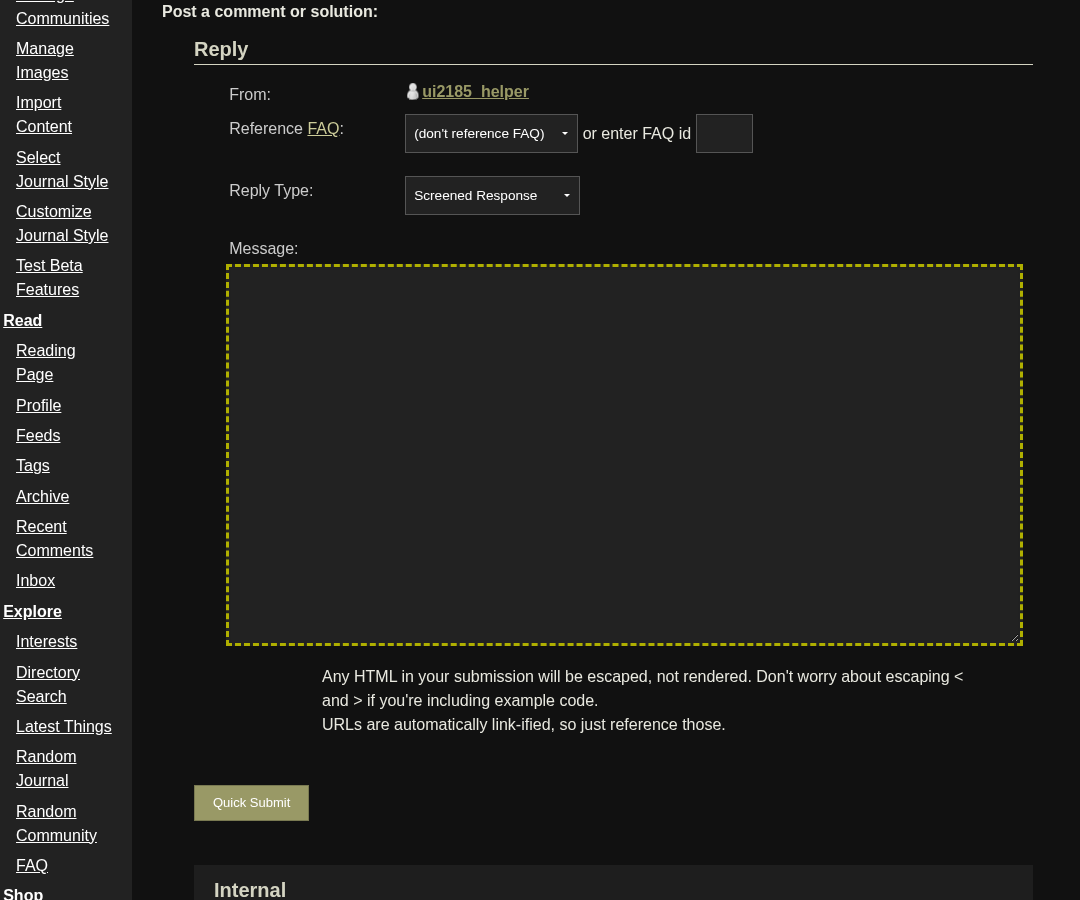 Communities
Manage
Images
Import
Content
Select
Journal Style
Customize
Journal Style
Test Beta
Features
Read
Reading
Page
Profile
Feeds
Tags
Archive
Recent
Comments
Inbox
Explore
Interests
Directory
Search
Latest Things
Random
Journal
Random
Community
FAQ
Shop
Post a comment or solution:
Reply
From: ui2185_helper
Reference FAQ: (don't reference FAQ) or enter FAQ id
Reply Type: Screened Response
Message:
Any HTML in your submission will be escaped, not rendered. Don't worry about escaping <
and > if you're including example code.
URLs are automatically link-ified, so just reference those.
Quick Submit
Internal